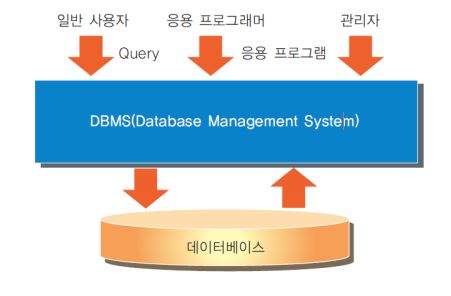 일반 사용자
응용 프로그래머
관리자
Query
응용 프로그램
DBMS(Database Management System)
데이터베이스